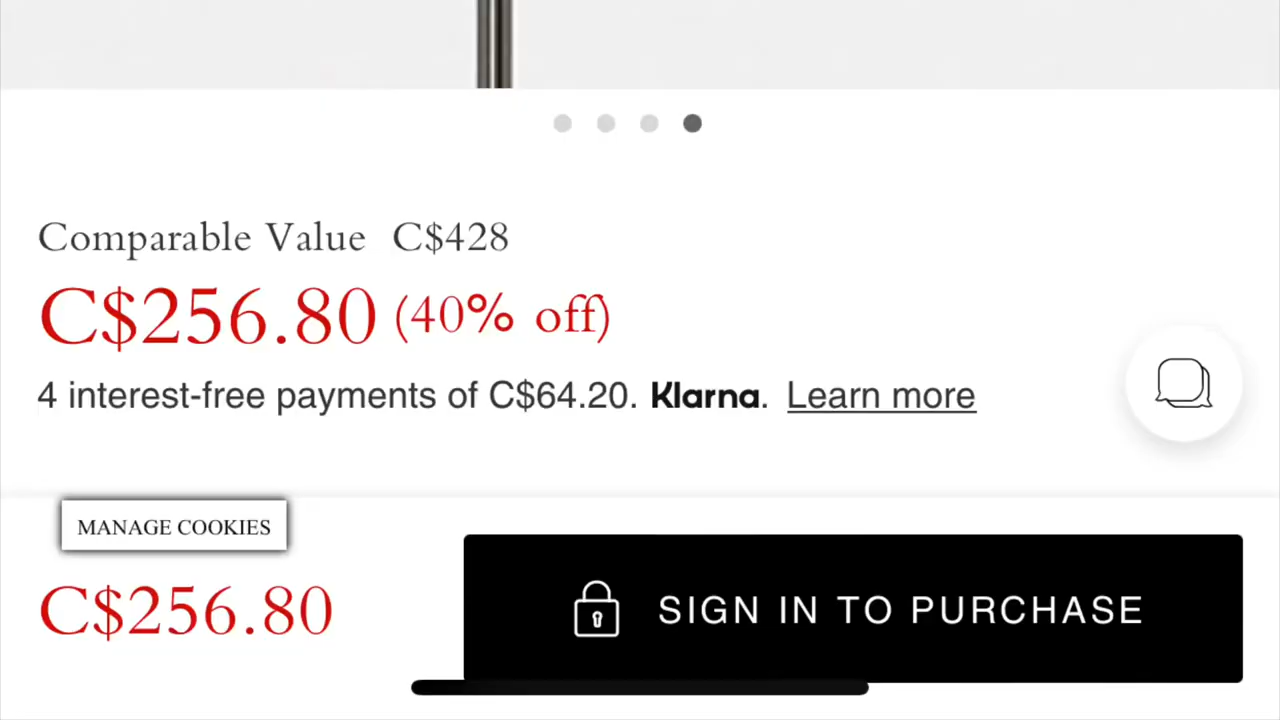 Comparable Value C$428
C$256.80 (40% off)
4 interest-free payments of C$64.20. Klarna. Learn more
MANAGE COOKIES
C$256.80
SIGN IN TO PURCHASE